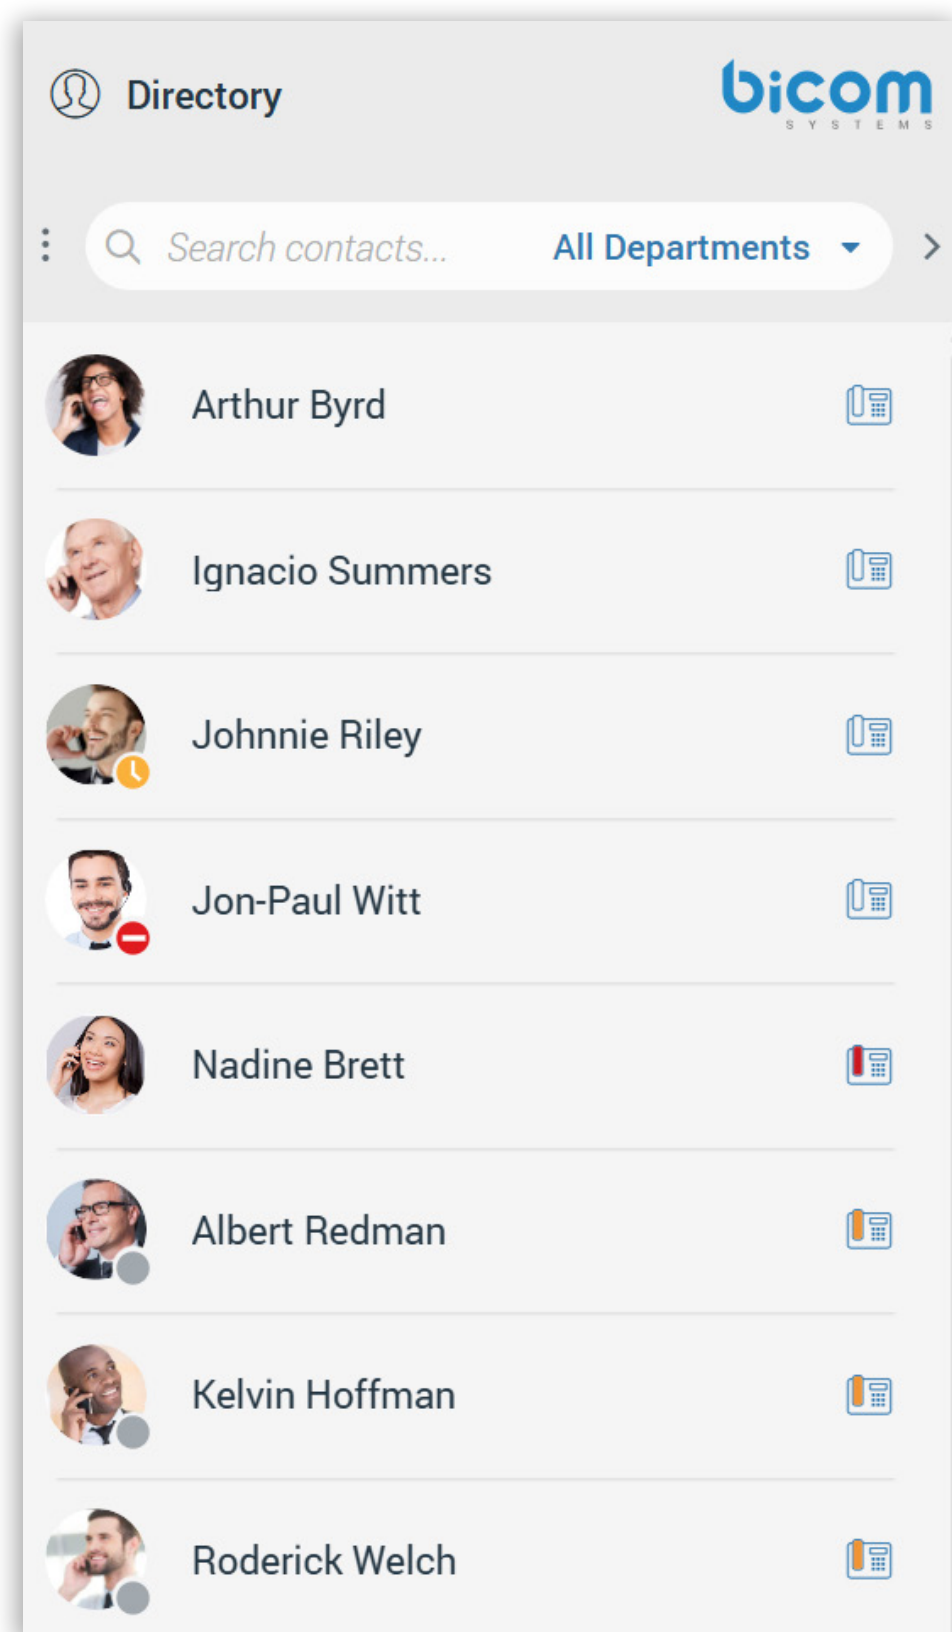 Directory
bicom
SYSTEMS
Search contacts...
All Departments
Arthur Byrd
Ignacio Summers
Johnnie Riley
Jon-Paul Witt
Nadine Brett
Albert Redman
Kelvin Hoffman
Roderick Welch